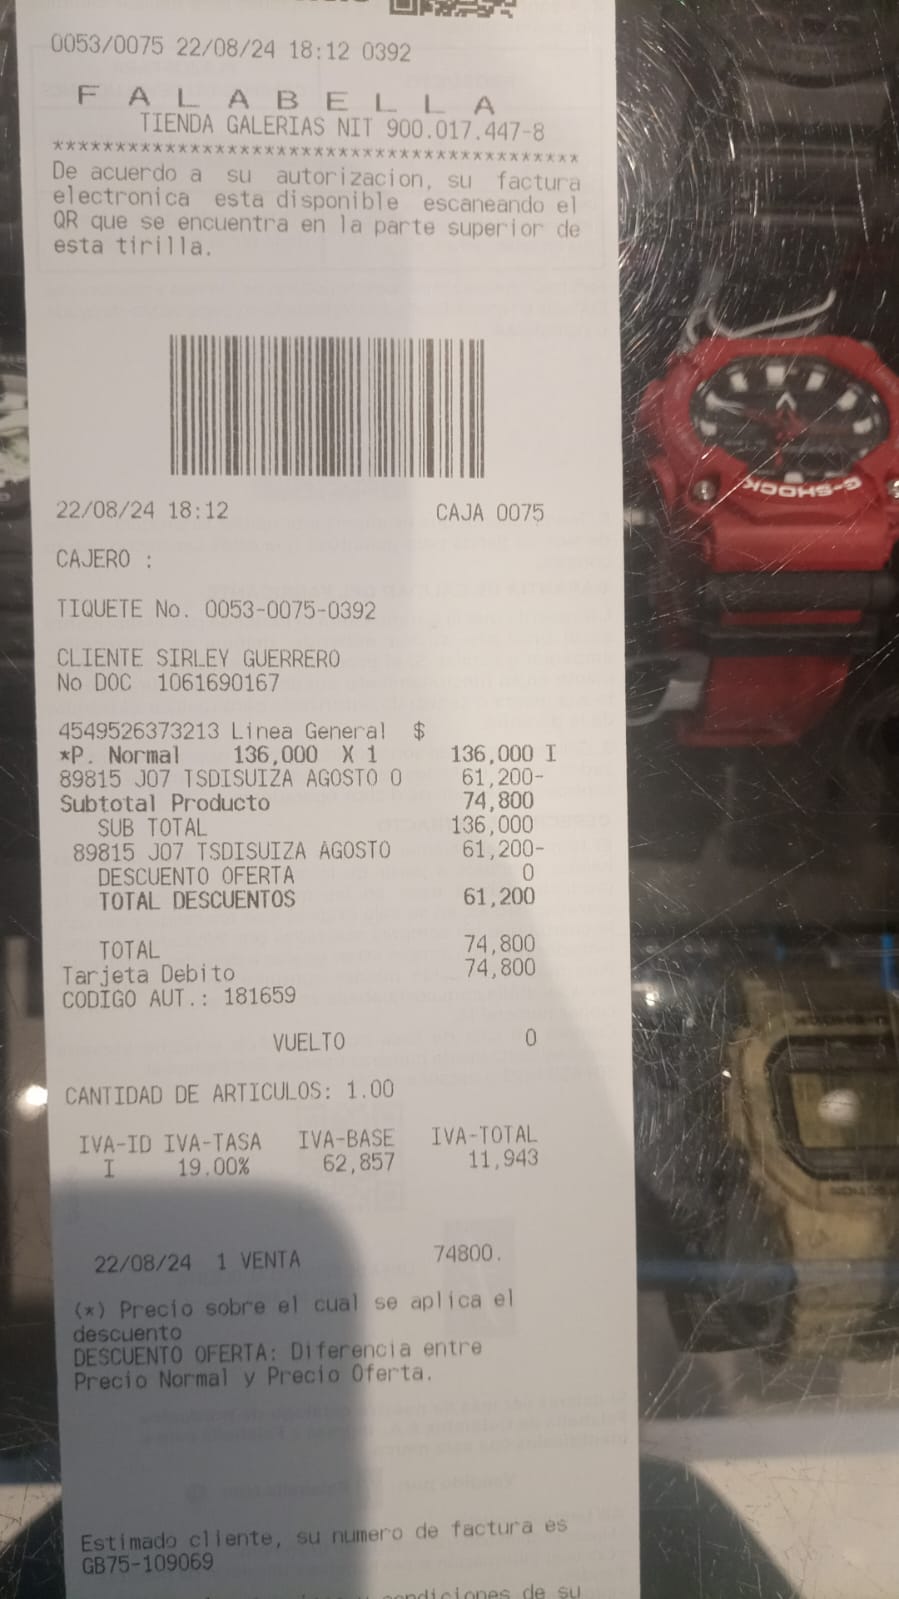 0053/0075 22/08/24 18:12 0392
F A L A B E L L A
TIENDA GALERIAS NIT 900.017.447-8
******************************************
De acuerdo a su autorizacion, su factura
electronica esta disponible escaneando el
QR que se encuentra en la parte superior de
esta tirilla.
22/08/24 18:12 CAJA 0075
CAJERO :
TIQUETE No. 0053-0075-0392
CLIENTE SIRLEY GUERRERO
No DOC 1061690167
4549526373213 Linea General $
*P. Normal 136,000 X 1 136,000 I
89815 J07 TSDISUIZA AGOSTO O 61,200-
Subtotal Producto 74,800
SUB TOTAL 136,000
89815 J07 TSDISUIZA AGOSTO 61,200-
DESCUENTO OFERTA 0
TOTAL DESCUENTOS 61,200
TOTAL 74,800
Tarjeta Debito 74,800
CODIGO AUT.: 181659
VUELTO 0
CANTIDAD DE ARTICULOS: 1.00
IVA-ID IVA-TASA IVA-BASE IVA-TOTAL
I 19.00% 62,857 11,943
22/08/24 1 VENTA 74800.
(*) Precio sobre el cual se aplica el
descuento
DESCUENTO OFERTA: Diferencia entre
Precio Normal y Precio Oferta.
Estimado cliente, su numero de factura es
GB75-109069
condiciones de su
G-SHOCK